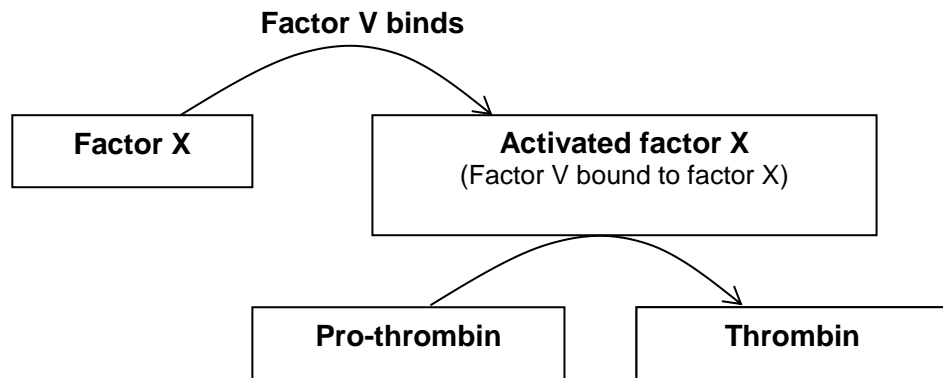 Factor V binds
Factor X
Activated factor X
(Factor V bound to factor X)
Pro-thrombin
Thrombin